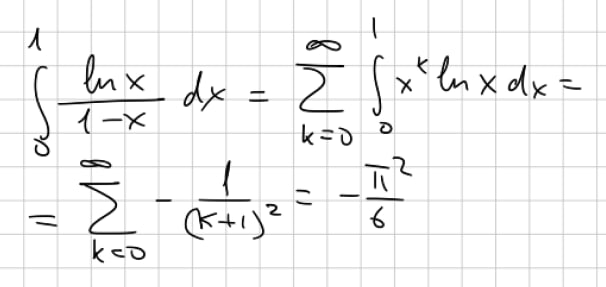 ∫₀¹ ln x / (1−x) dx = ∑_{k=0}^{∞} ∫₀¹ x^k ln x dx =
= ∑_{k=0}^{∞} − 1/(k+1)² = − π²/6